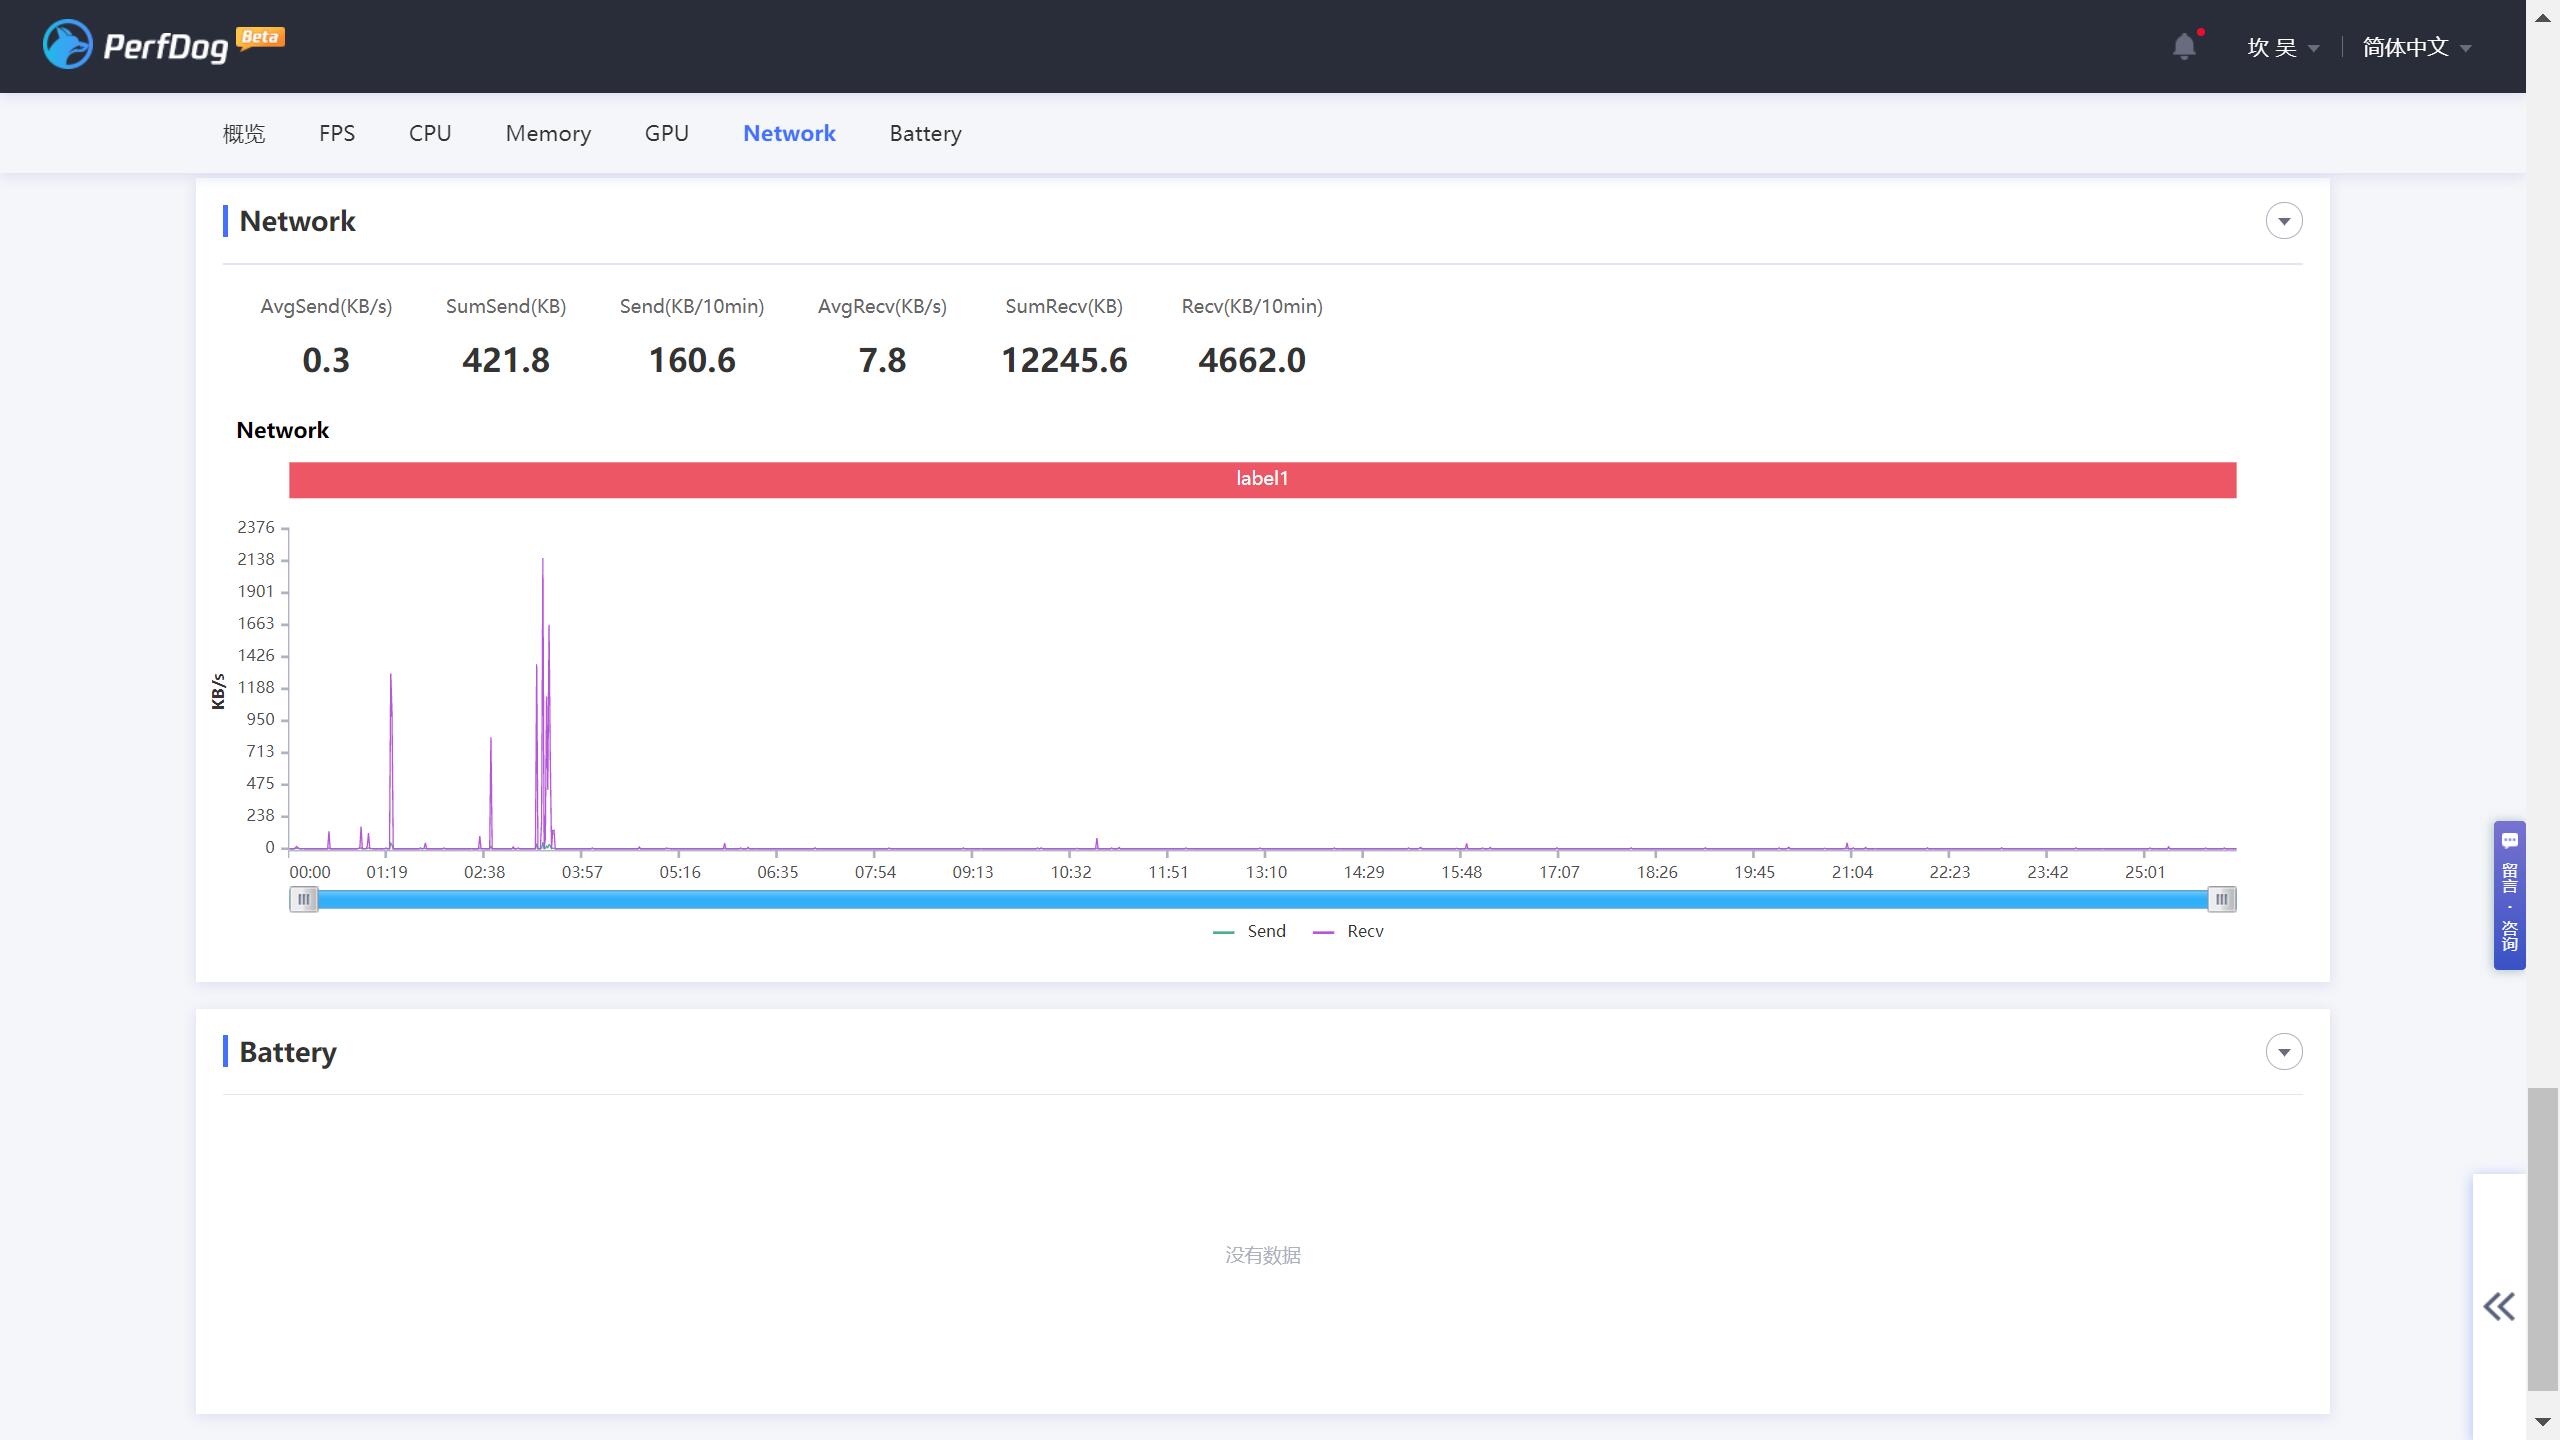 PerfDog Beta
坎 吴
简体中文
概览 FPS CPU Memory GPU Network Battery
Network
AvgSend(KB/s) SumSend(KB) Send(KB/10min) AvgRecv(KB/s) SumRecv(KB) Recv(KB/10min)
0.3 421.8 160.6 7.8 12245.6 4662.0
Network
label1
2376
2138
1901
1663
1426
1188
950
713
475
238
0
KB/s
00:00 01:19 02:38 03:57 05:16 06:35 07:54 09:13 10:32 11:51 13:10 14:29 15:48 17:07 18:26 19:45 21:04 22:23 23:42 25:01
Send Recv
留言·咨询
Battery
没有数据